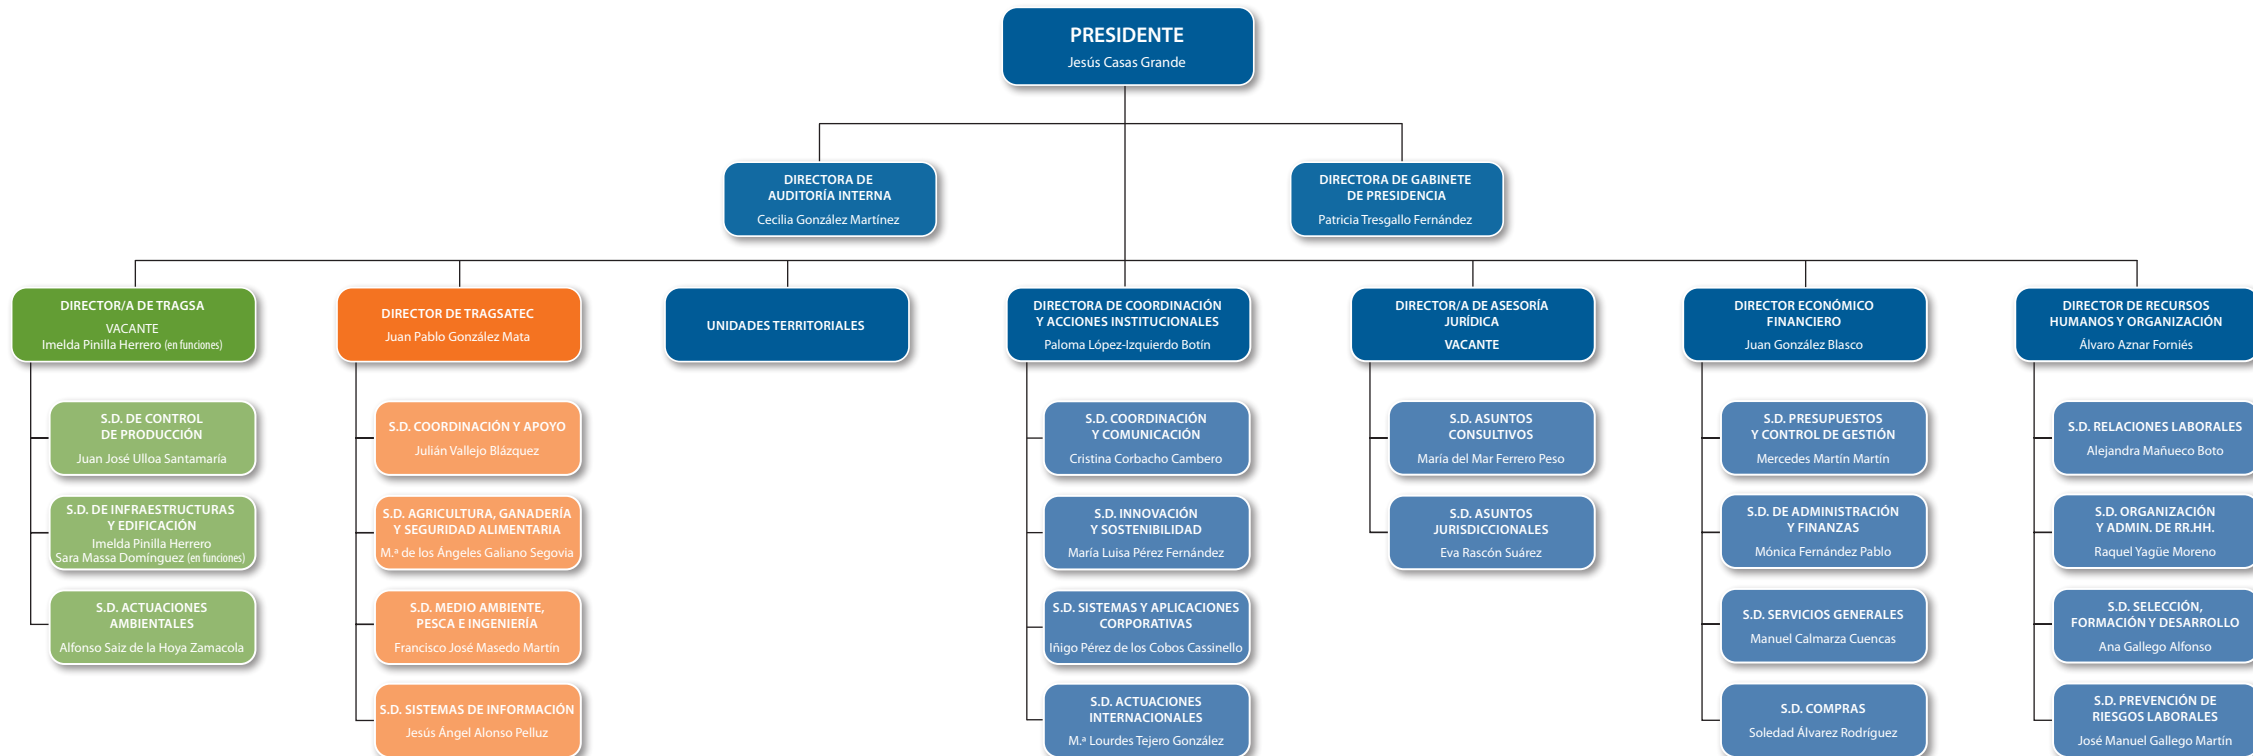 PRESIDENTE
Jesús Casas Grande
DIRECTORA DE
AUDITORÍA INTERNA
Cecilia González Martínez
DIRECTORA DE GABINETE
DE PRESIDENCIA
Patricia Tresgallo Fernández
DIRECTOR/A DE TRAGSA
VACANTE
Imelda Pinilla Herrero (en funciones)
DIRECTOR DE TRAGSATEC
Juan Pablo González Mata
UNIDADES TERRITORIALES
DIRECTORA DE COORDINACIÓN
Y ACCIONES INSTITUCIONALES
Paloma López-Izquierdo Botín
DIRECTOR/A DE ASESORÍA
JURÍDICA
VACANTE
DIRECTOR ECONÓMICO
FINANCIERO
Juan González Blasco
DIRECTOR DE RECURSOS
HUMANOS Y ORGANIZACIÓN
Álvaro Aznar Forniés
S.D. DE CONTROL
DE PRODUCCIÓN
Juan José Ulloa Santamaría
S.D. DE INFRAESTRUCTURAS
Y EDIFICACIÓN
Imelda Pinilla Herrero
Sara Massa Domínguez (en funciones)
S.D. ACTUACIONES
AMBIENTALES
Alfonso Saiz de la Hoya Zamacola
S.D. COORDINACIÓN Y APOYO
Julián Vallejo Blázquez
S.D. AGRICULTURA, GANADERÍA
Y SEGURIDAD ALIMENTARIA
M.ª de los Ángeles Galiano Segovia
S.D. MEDIO AMBIENTE,
PESCA E INGENIERÍA
Francisco José Masedo Martín
S.D. SISTEMAS DE INFORMACIÓN
Jesús Ángel Alonso Pelluz
S.D. COORDINACIÓN
Y COMUNICACIÓN
Cristina Corbacho Cambero
S.D. INNOVACIÓN
Y SOSTENIBILIDAD
María Luisa Pérez Fernández
S.D. SISTEMAS Y APLICACIONES
CORPORATIVAS
Iñigo Pérez de los Cobos Cassinello
S.D. ACTUACIONES
INTERNACIONALES
M.ª Lourdes Tejero González
S.D. ASUNTOS
CONSULTIVOS
María del Mar Ferrero Peso
S.D. ASUNTOS
JURISDICCIONALES
Eva Rascón Suárez
S.D. PRESUPUESTOS
Y CONTROL DE GESTIÓN
Mercedes Martín Martín
S.D. DE ADMINISTRACIÓN
Y FINANZAS
Mónica Fernández Pablo
S.D. SERVICIOS GENERALES
Manuel Calmarza Cuencas
S.D. COMPRAS
Soledad Álvarez Rodríguez
S.D. RELACIONES LABORALES
Alejandra Mañueco Boto
S.D. ORGANIZACIÓN
Y ADMIN. DE RR.HH.
Raquel Yagüe Moreno
S.D. SELECCIÓN,
FORMACIÓN Y DESARROLLO
Ana Gallego Alfonso
S.D. PREVENCIÓN DE
RIESGOS LABORALES
José Manuel Gallego Martín